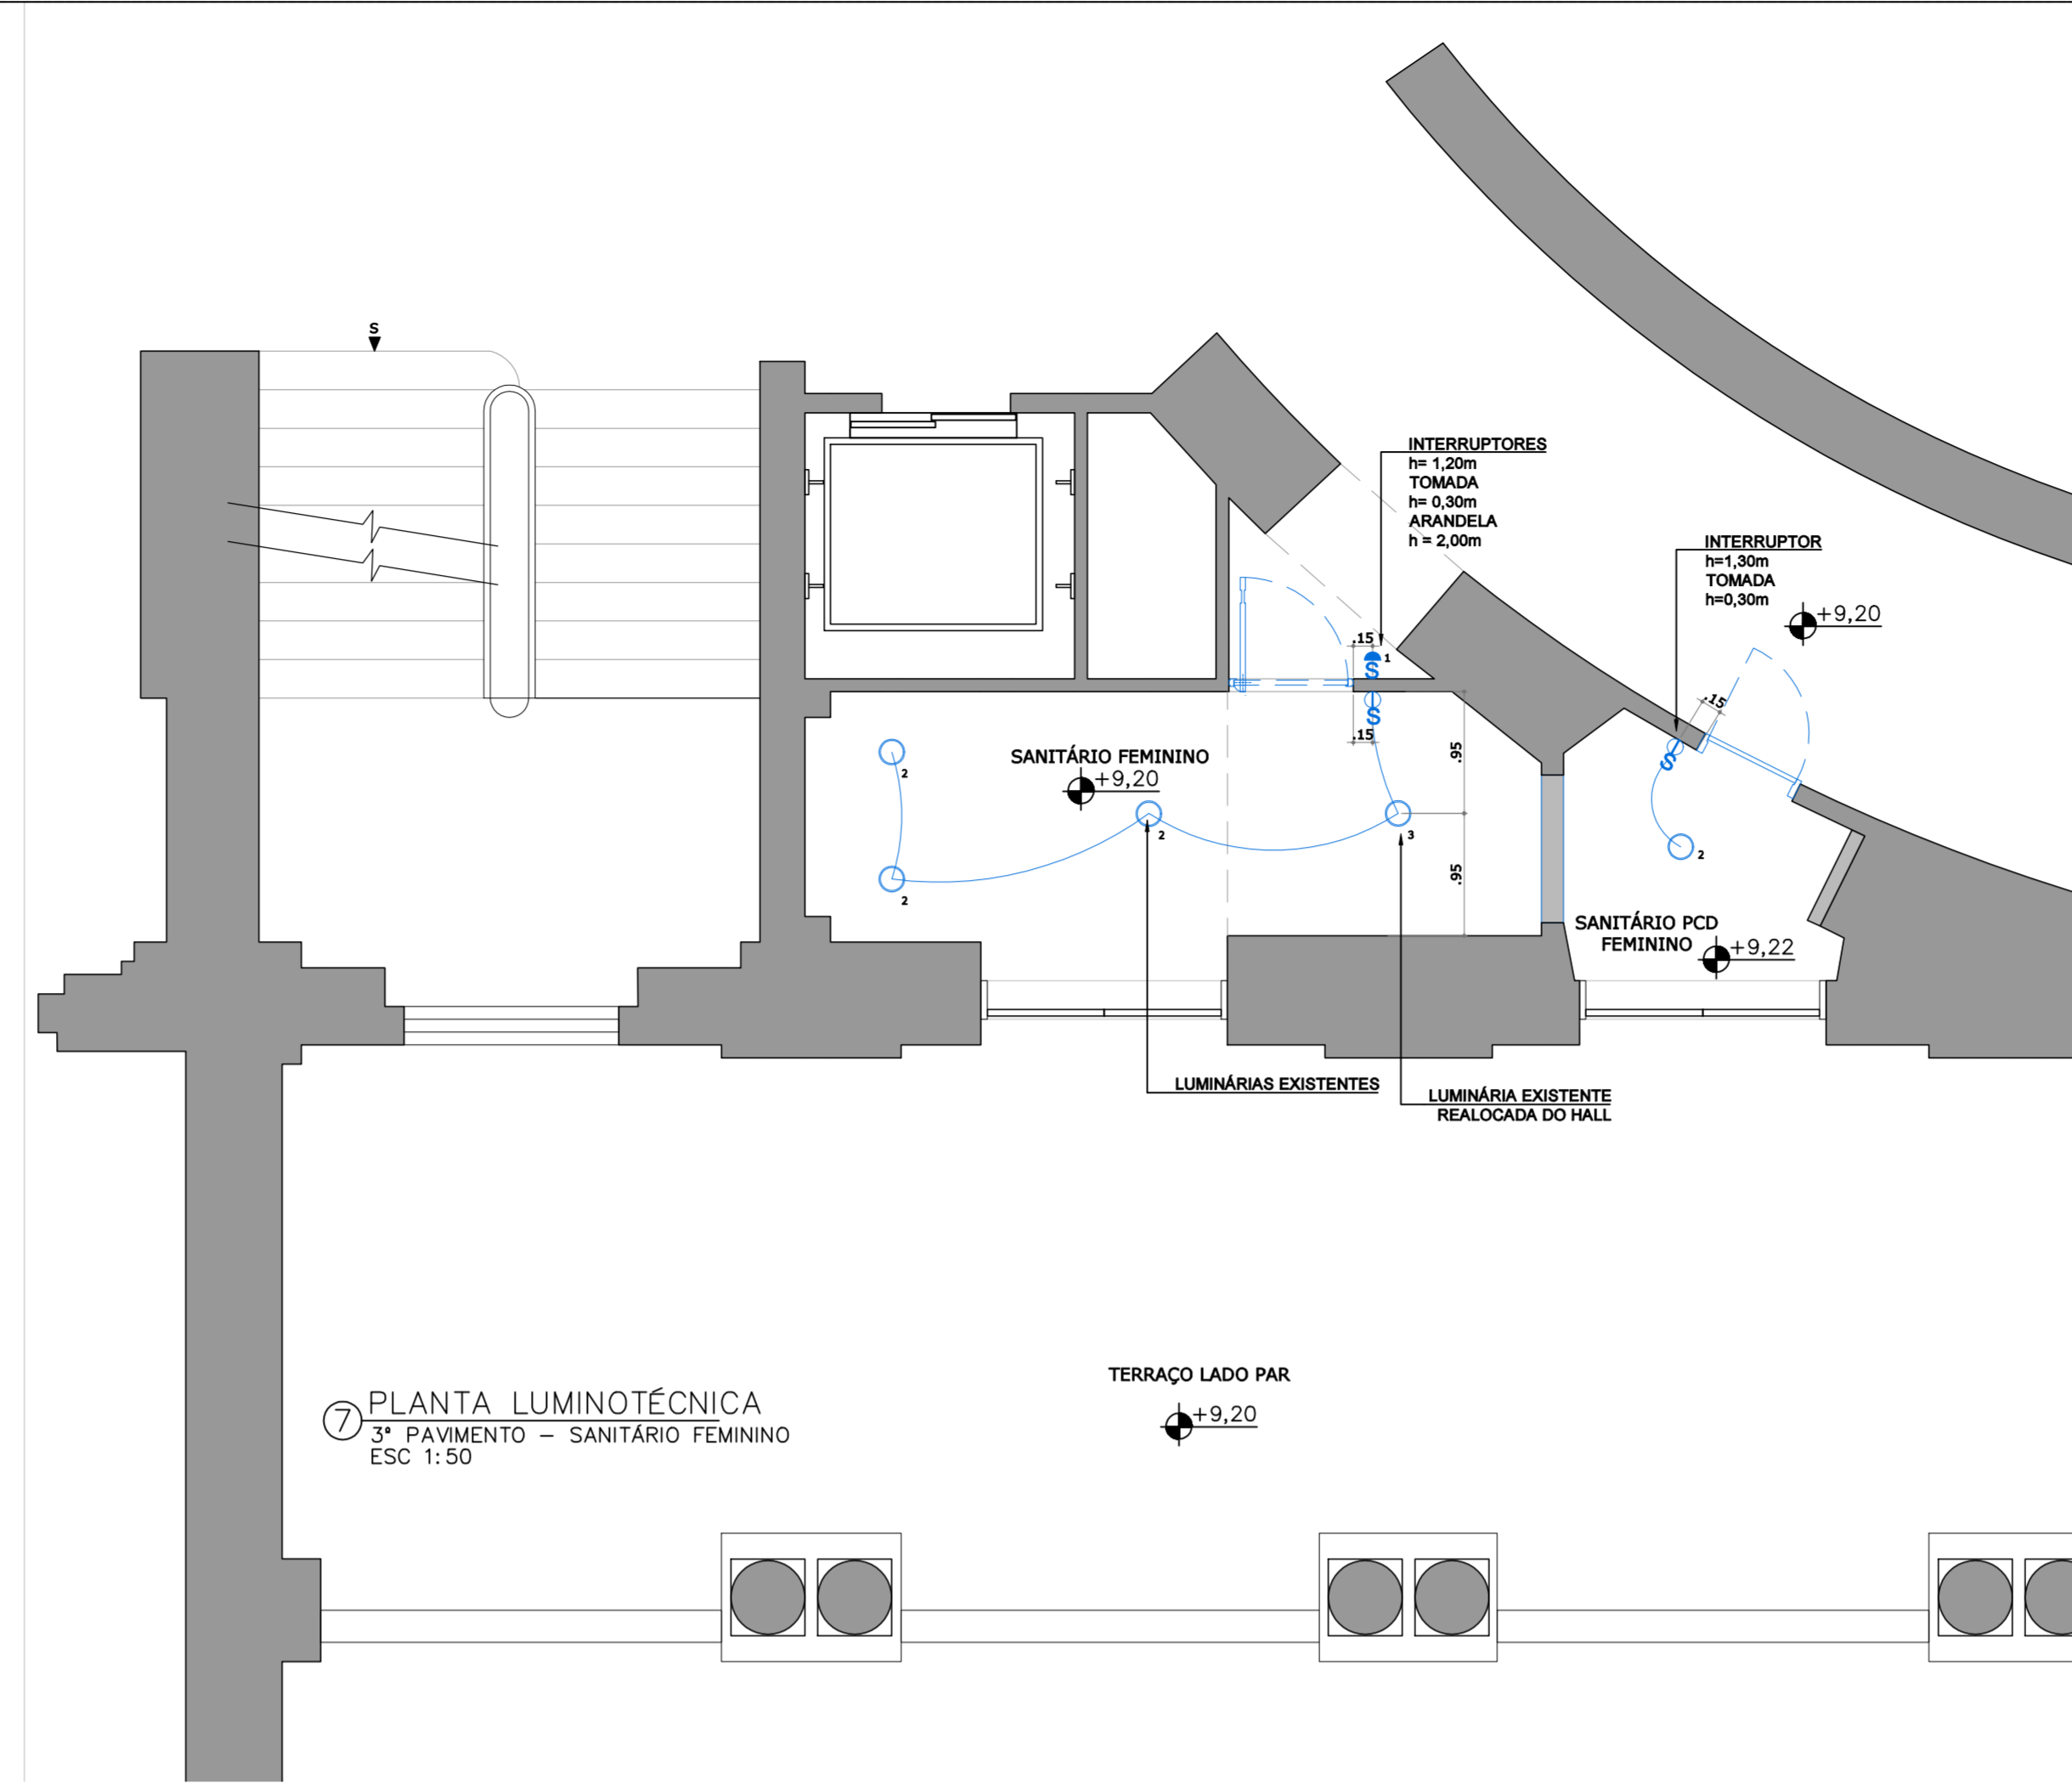 S
INTERRUPTORES
h= 1,20m
TOMADA
h= 0,30m
ARANDELA
h = 2,00m
INTERRUPTOR
h=1,30m
TOMADA
h=0,30m
+9,20
.15
1
S
S
.15
.15
S
.95
.95
SANITÁRIO FEMININO
+9,20
2
2
2
3
2
SANITÁRIO PCD
FEMININO
+9,22
LUMINÁRIAS EXISTENTES
LUMINÁRIA EXISTENTE
REALOCADA DO HALL
TERRAÇO LADO PAR
+9,20
7
PLANTA LUMINOTÉCNICA
3ª PAVIMENTO – SANITÁRIO FEMININO
ESC 1:50